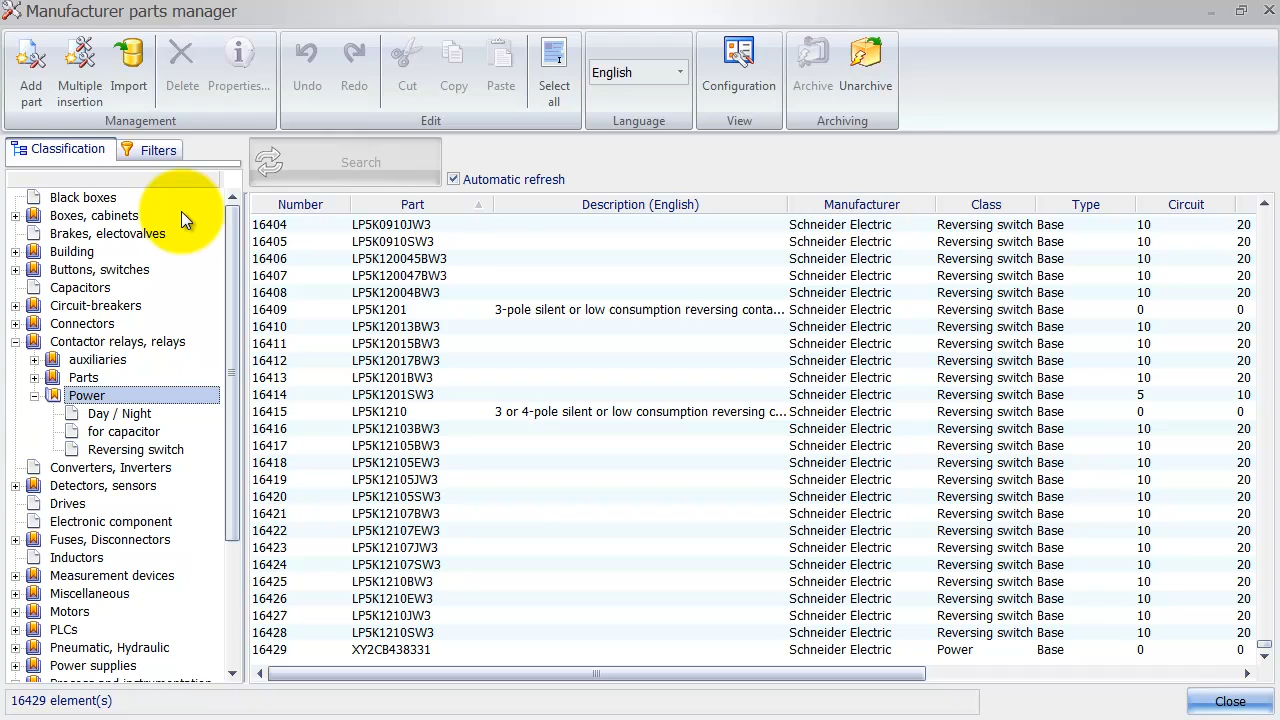 Manufacturer parts manager
Add part
Multiple insertion
Import
Delete
Properties...
Management
Undo
Redo
Cut
Copy
Paste
Select all
Edit
English
Language
Configuration
View
Archive
Unarchive
Archiving
Classification
Filters
Search
Automatic refresh
Black boxes
Boxes, cabinets
Brakes, electovalves
Building
Buttons, switches
Capacitors
Circuit-breakers
Connectors
Contactor relays, relays
auxiliaries
Parts
Power
Day / Night
for capacitor
Reversing switch
Converters, Inverters
Detectors, sensors
Drives
Electronic component
Fuses, Disconnectors
Inductors
Measurement devices
Miscellaneous
Motors
PLCs
Pneumatic, Hydraulic
Power supplies
Process and instrumentation
Number Part Description (English) Manufacturer Class Type Circuit
16404 LP5K0910JW3 Schneider Electric Reversing switch Base 10 20
16405 LP5K0910SW3 Schneider Electric Reversing switch Base 10 20
16406 LP5K120045BW3 Schneider Electric Reversing switch Base 10 20
16407 LP5K120047BW3 Schneider Electric Reversing switch Base 10 20
16408 LP5K12004BW3 Schneider Electric Reversing switch Base 10 20
16409 LP5K1201 3-pole silent or low consumption reversing conta... Schneider Electric Reversing switch Base 0 0
16410 LP5K12013BW3 Schneider Electric Reversing switch Base 10 20
16411 LP5K12015BW3 Schneider Electric Reversing switch Base 10 20
16412 LP5K12017BW3 Schneider Electric Reversing switch Base 10 20
16413 LP5K1201BW3 Schneider Electric Reversing switch Base 10 20
16414 LP5K1201SW3 Schneider Electric Reversing switch Base 5 10
16415 LP5K1210 3 or 4-pole silent or low consumption reversing c... Schneider Electric Reversing switch Base 0 0
16416 LP5K12103BW3 Schneider Electric Reversing switch Base 10 20
16417 LP5K12105BW3 Schneider Electric Reversing switch Base 10 20
16418 LP5K12105EW3 Schneider Electric Reversing switch Base 10 20
16419 LP5K12105JW3 Schneider Electric Reversing switch Base 10 20
16420 LP5K12105SW3 Schneider Electric Reversing switch Base 10 20
16421 LP5K12107BW3 Schneider Electric Reversing switch Base 10 20
16422 LP5K12107EW3 Schneider Electric Reversing switch Base 10 20
16423 LP5K12107JW3 Schneider Electric Reversing switch Base 10 20
16424 LP5K12107SW3 Schneider Electric Reversing switch Base 10 20
16425 LP5K1210BW3 Schneider Electric Reversing switch Base 10 20
16426 LP5K1210EW3 Schneider Electric Reversing switch Base 10 20
16427 LP5K1210JW3 Schneider Electric Reversing switch Base 10 20
16428 LP5K1210SW3 Schneider Electric Reversing switch Base 10 20
16429 XY2CB438331 Schneider Electric Power Base 0 0
16429 element(s)
Close